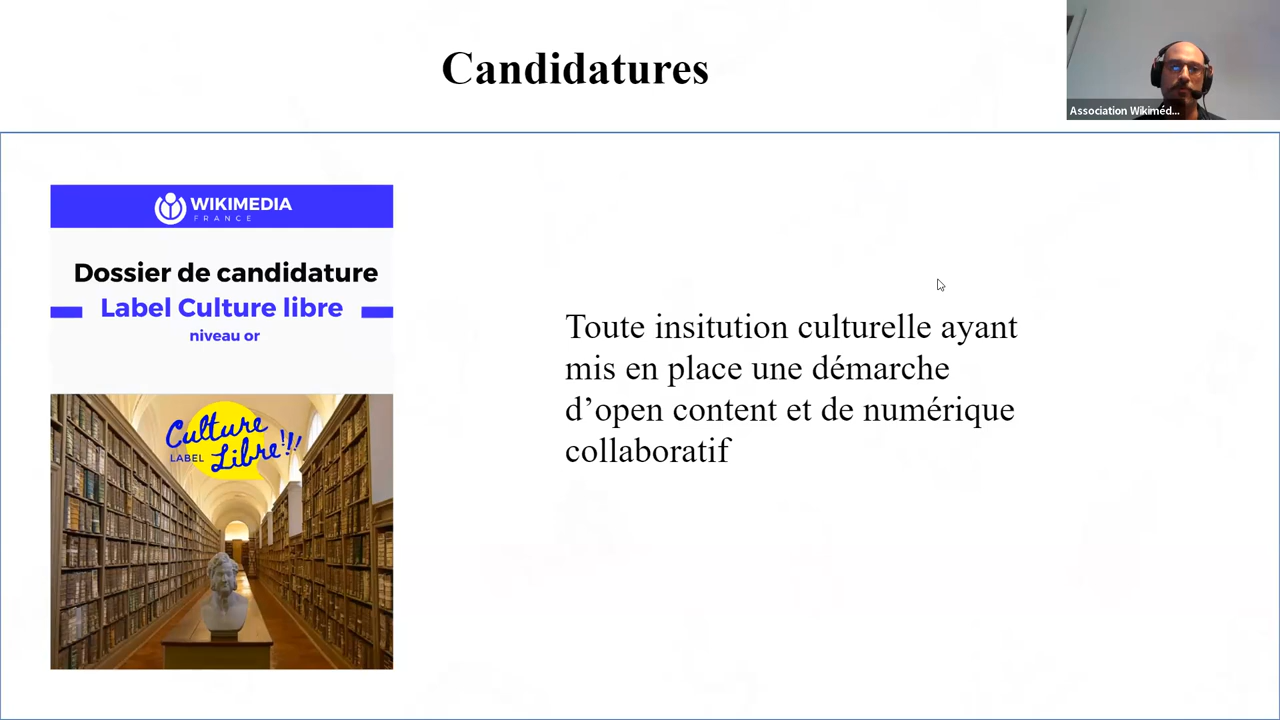 Candidatures
Association Wikiméd...
WIKIMEDIA
FRANCE
Dossier de candidature
Label Culture libre
niveau or
Culture
LABEL Libre!!!
Toute insitution culturelle ayant
mis en place une démarche
d’open content et de numérique
collaboratif